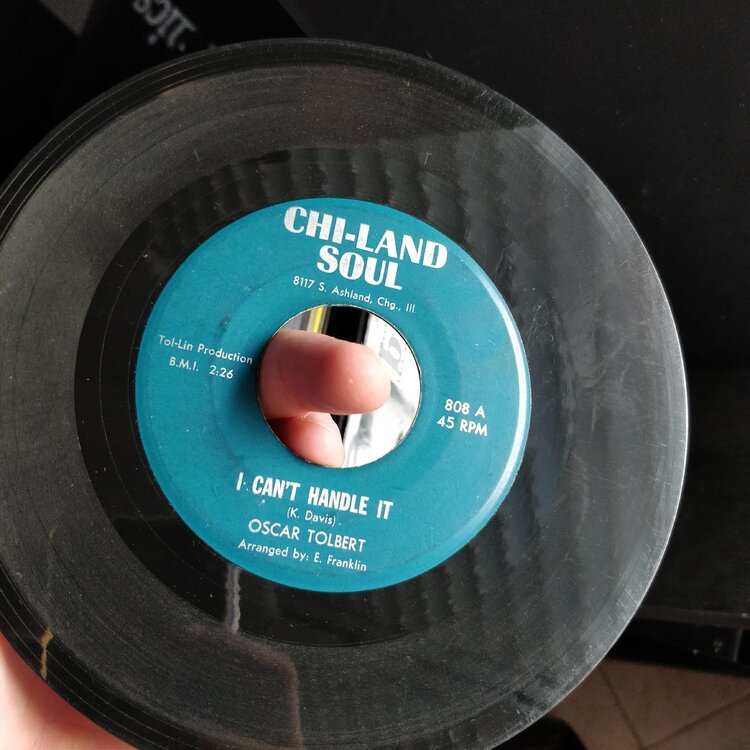 CHI-LAND
SOUL
8117 S. Ashland, Chg., Ill.
Tol-Lin Production
B.M.I. 2:26
808 A
45 RPM
I CAN'T HANDLE IT
(K. Davis)
OSCAR TOLBERT
Arranged by: E. Franklin